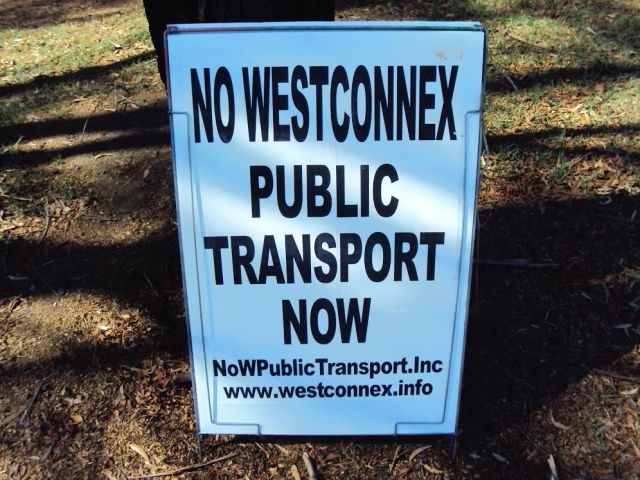 NO WESTCONNEX
PUBLIC
TRANSPORT
NOW
NoWPublicTransport.Inc
www.westconnex.info